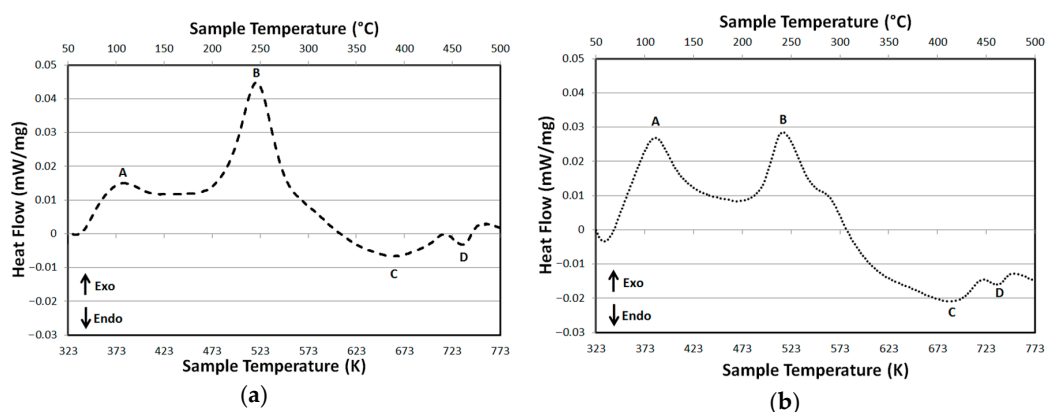 Sample Temperature (°C)
50 100 150 200 250 300 350 400 450 500
0.05
0.04
0.03
0.02
0.01
0
−0.01
−0.02
−0.03
Heat Flow (mW/mg)
A
B
C
D
Exo
Endo
323 373 423 473 523 573 623 673 723 773
Sample Temperature (K)
(a)
Sample Temperature (°C)
50 100 150 200 250 300 350 400 450 500
0.05
0.04
0.03
0.02
0.01
0
−0.01
−0.02
−0.03
Heat Flow (mW/mg)
A
B
C
D
Exo
Endo
323 373 423 473 523 573 623 673 723 773
Sample Temperature (K)
(b)